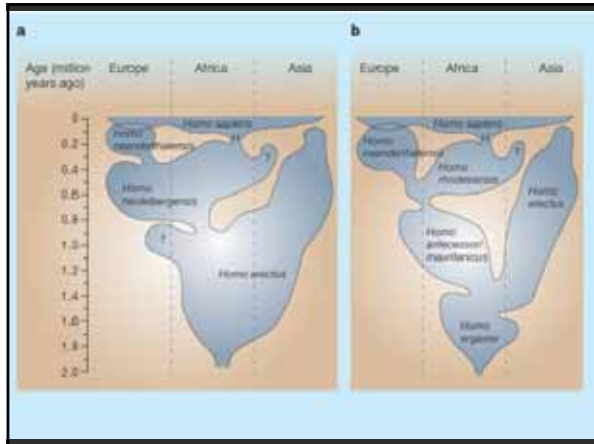 a
b
Age (million
years ago)
Europe
Africa
Asia
Europe
Africa
Asia
0
0.2
0.4
0.6
0.8
1.0
1.2
1.4
1.6
1.8
2.0
Homo sapiens
Homo
neanderthalensis
H
?
Homo
heidelbergensis
?
Homo erectus
Homo sapiens
Homo
neanderthalensis
H
?
Homo
rhodesiensis
Homo
erectus
Homo
antecessor/
mauritanicus
Homo
ergaster